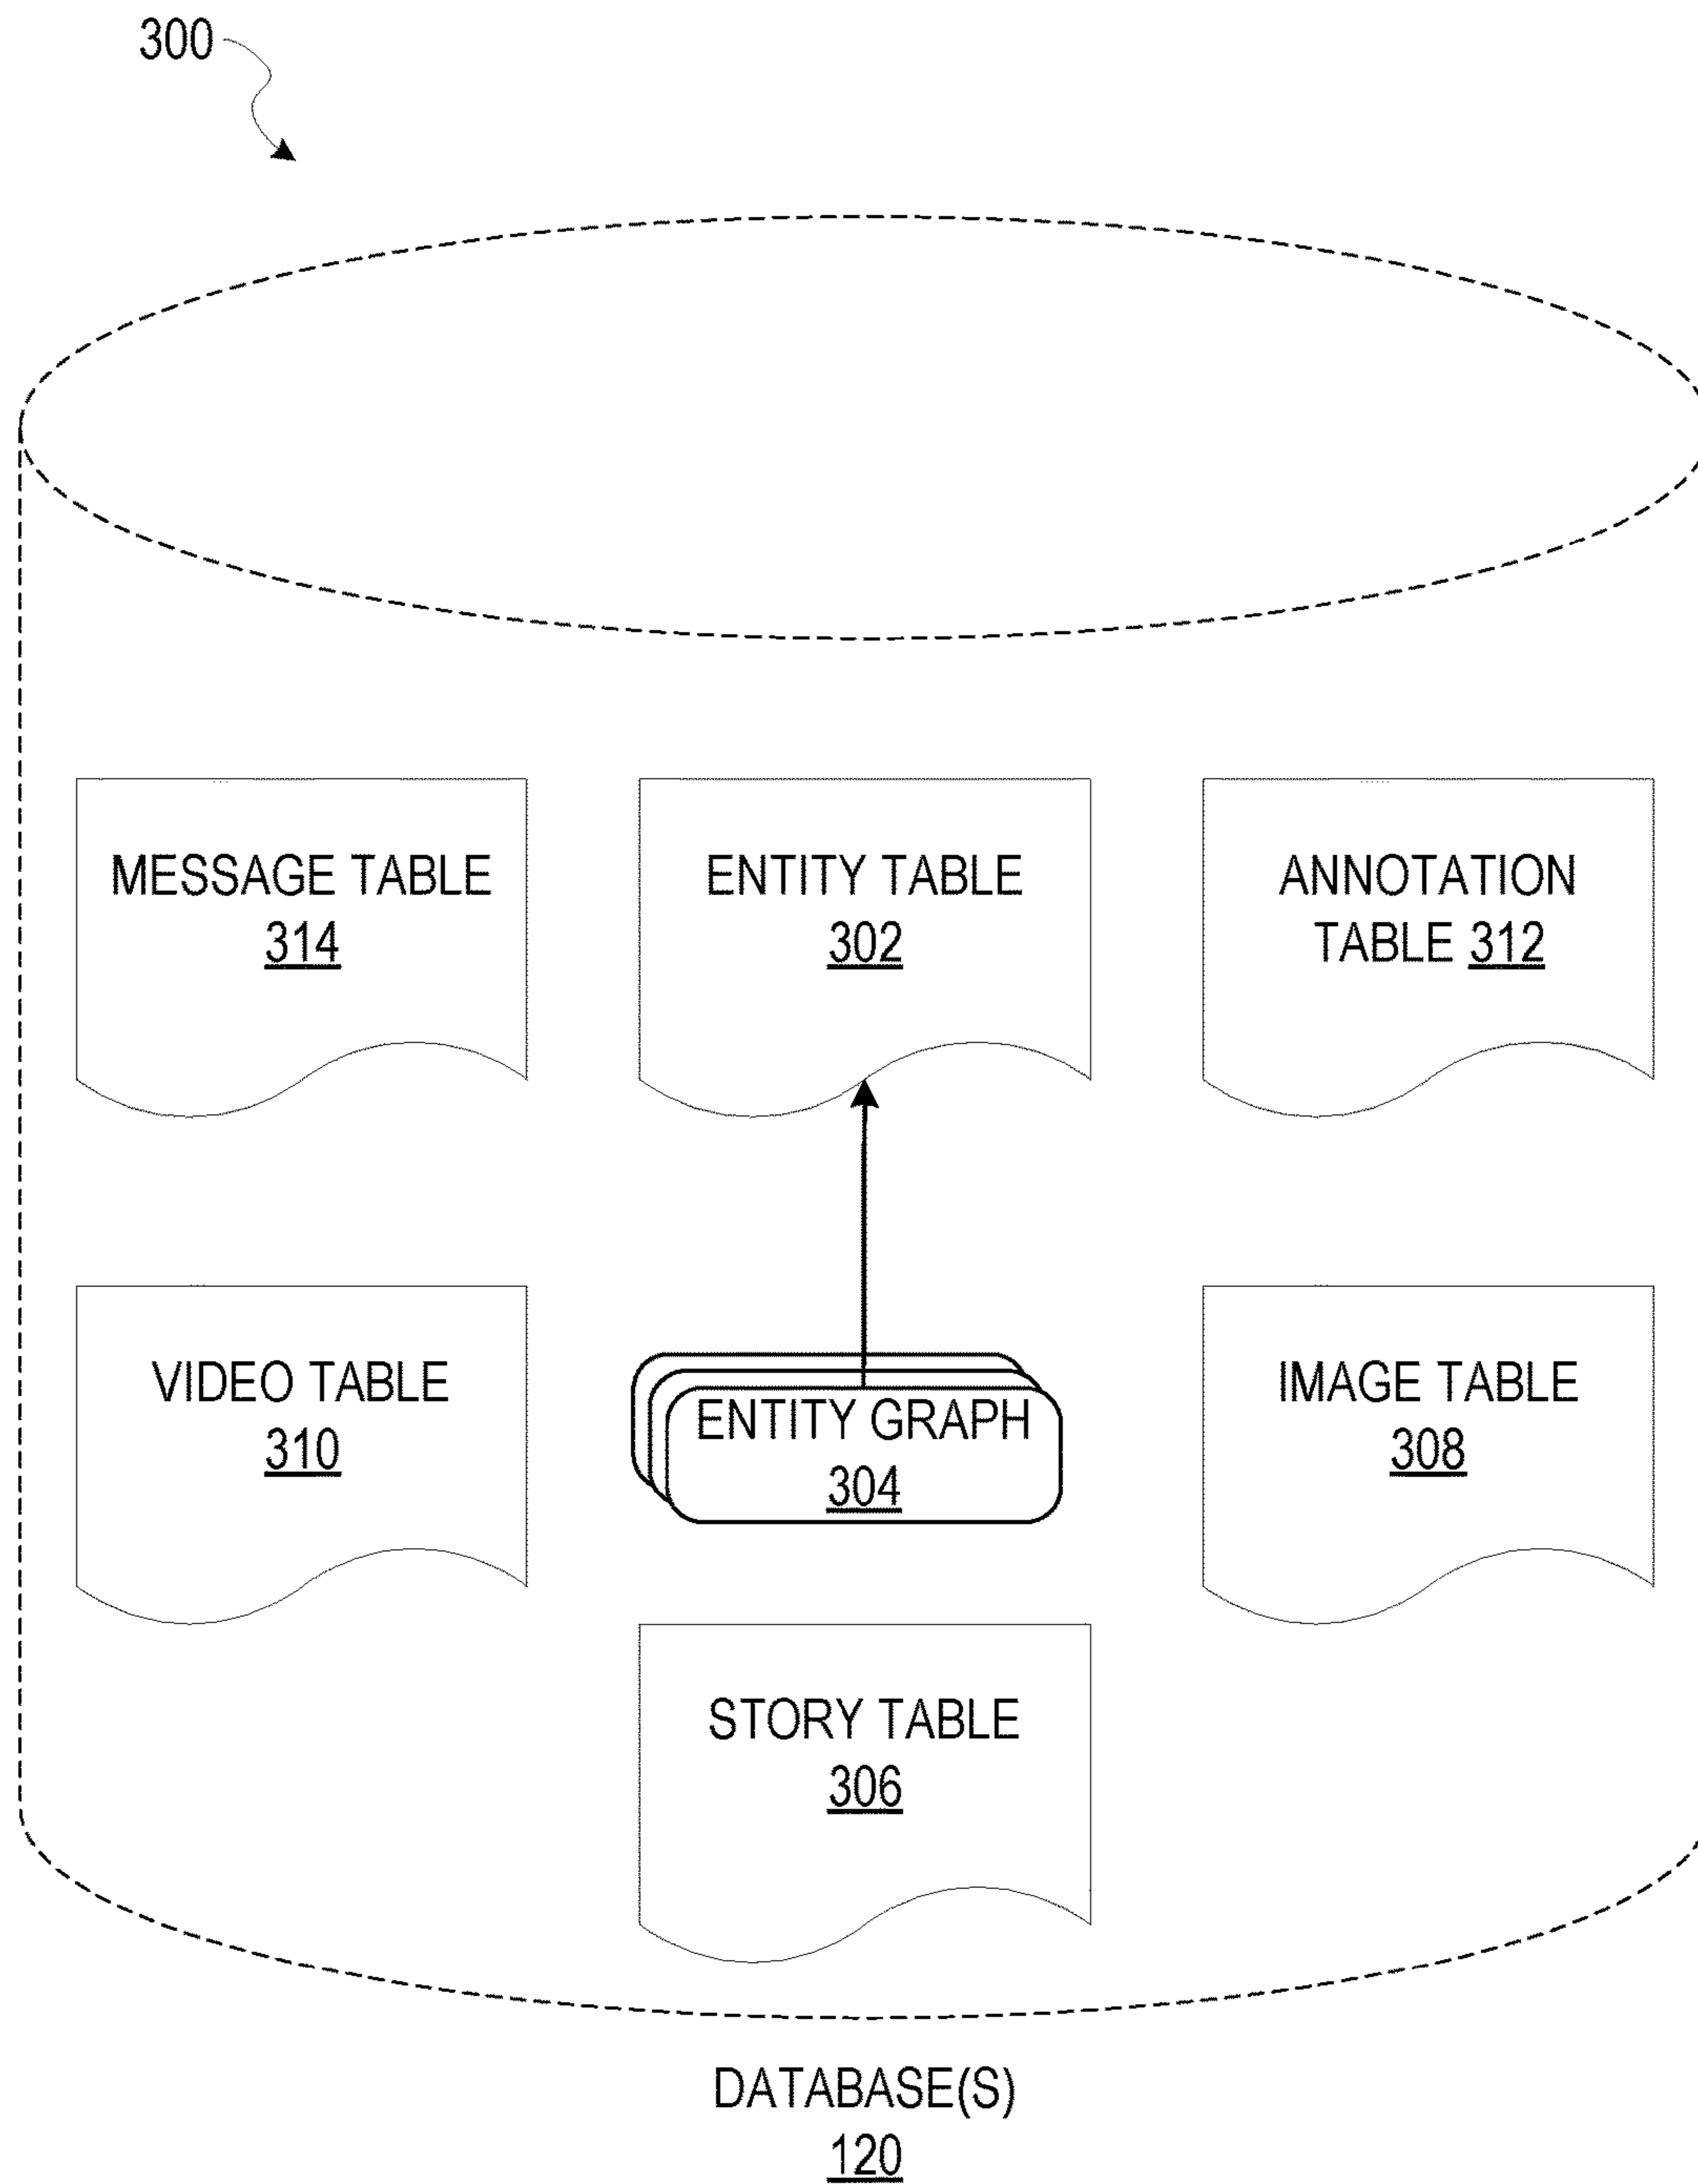 300
MESSAGE TABLE
314
ENTITY TABLE
302
ANNOTATION
TABLE 312
VIDEO TABLE
310
ENTITY GRAPH
304
IMAGE TABLE
308
STORY TABLE
306
DATABASE(S)
120